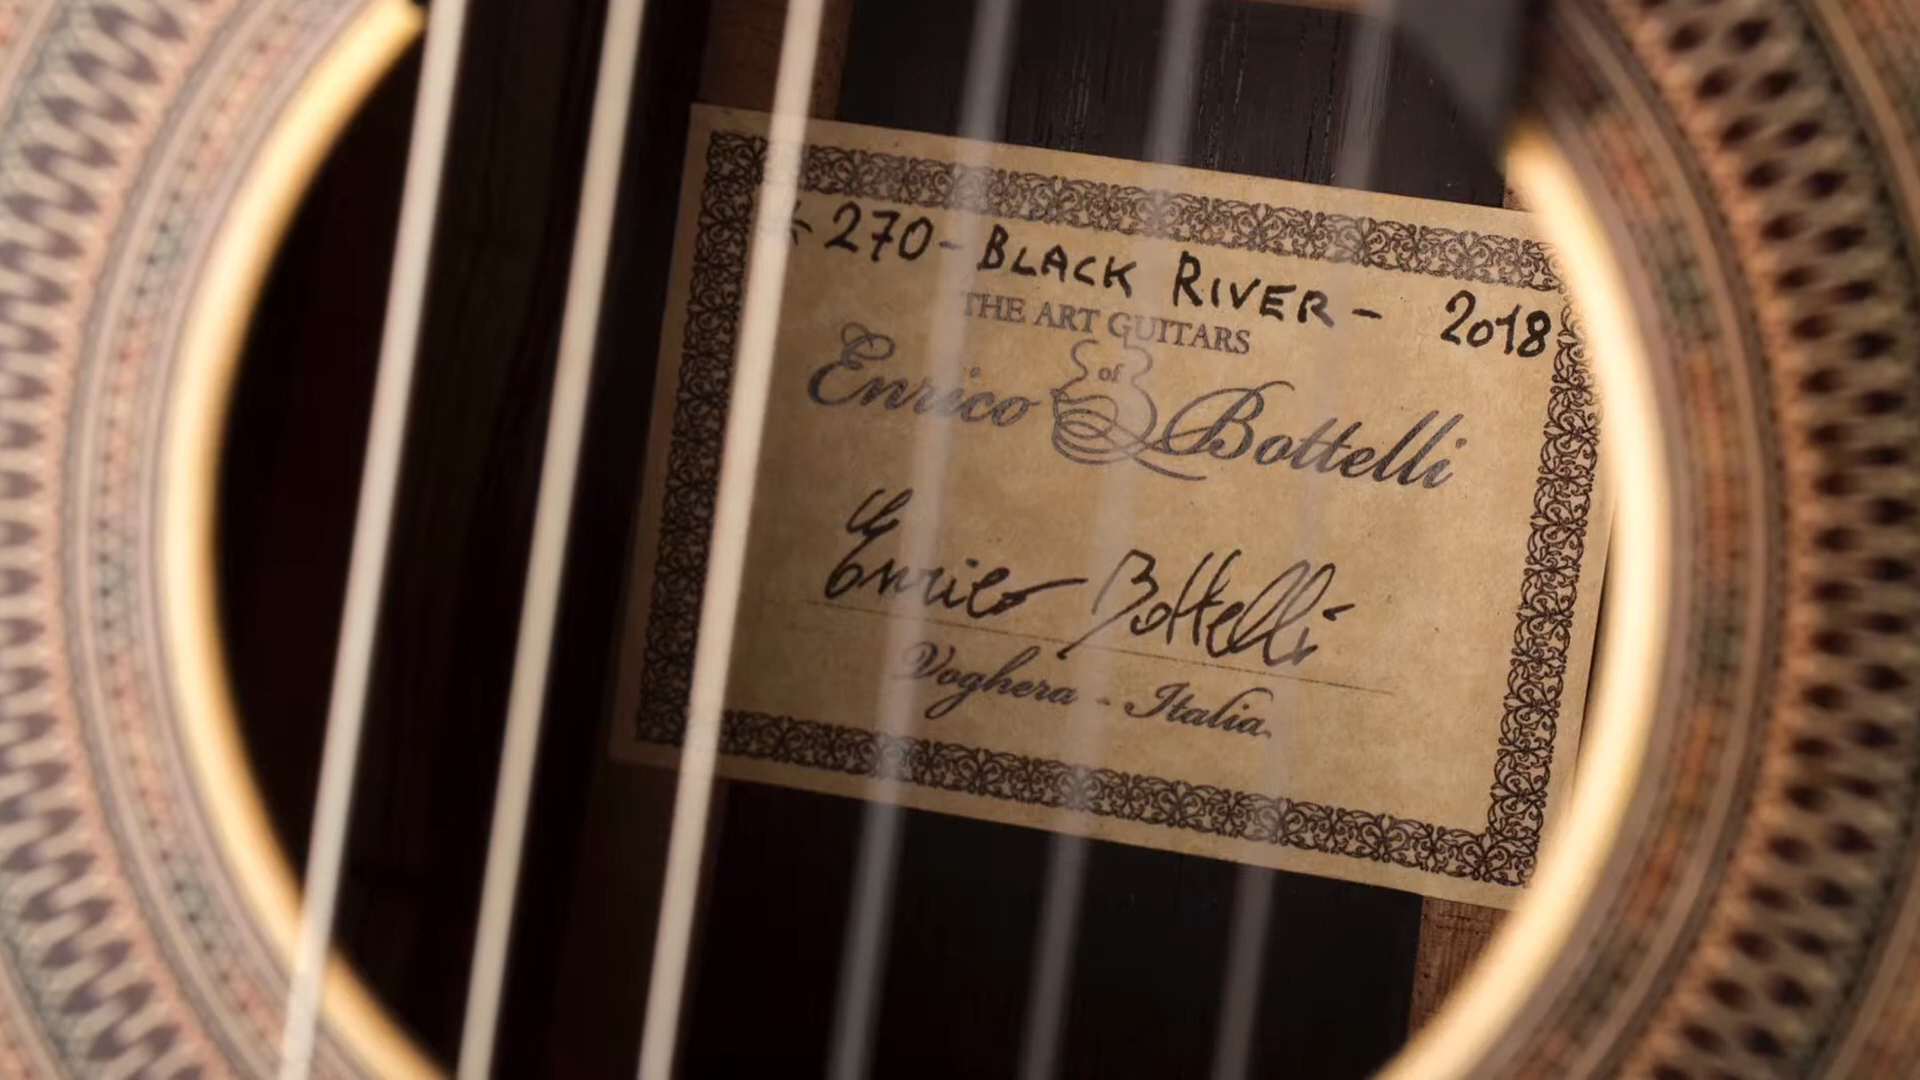 #270 - BLACK RIVER - 2018
THE ART GUITARS
of
Enrico Bottelli
Enrico Bottelli
Voghera - Italia